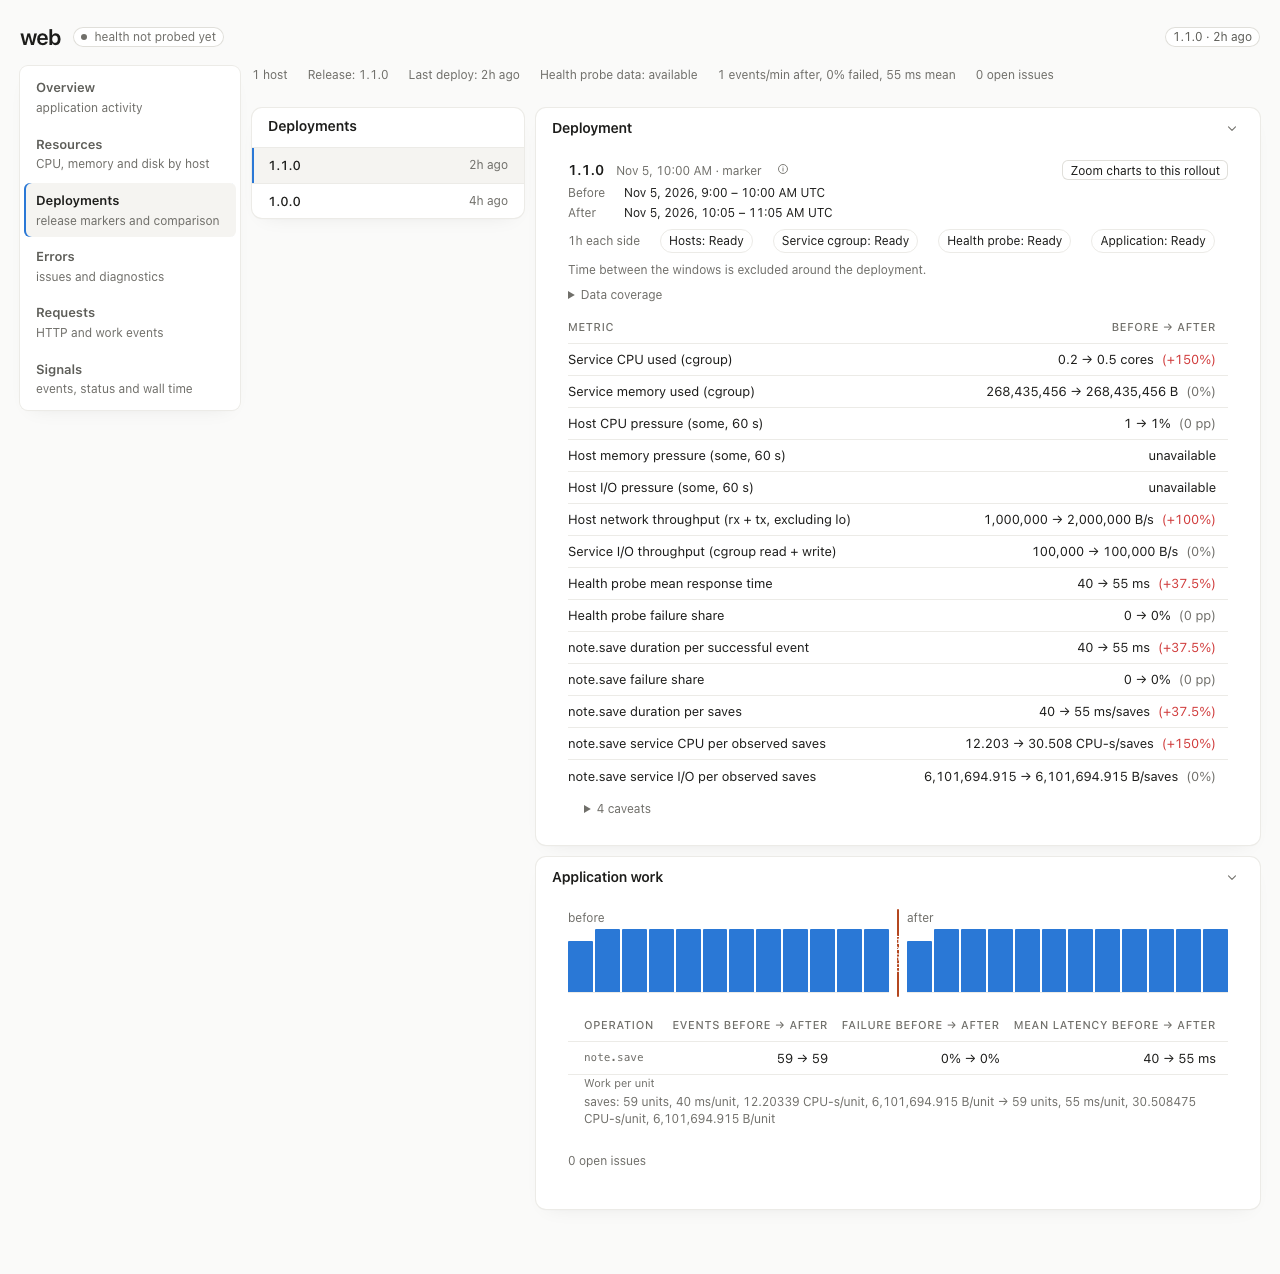 web
health not probed yet
1.1.0 · 2h ago
Overview
application activity
Resources
CPU, memory and disk by host
Deployments
release markers and comparison
Errors
issues and diagnostics
Requests
HTTP and work events
Signals
events, status and wall time
1 host Release: 1.1.0 Last deploy: 2h ago Health probe data: available 1 events/min after, 0% failed, 55 ms mean 0 open issues
Deployments
1.1.0 2h ago
1.0.0 4h ago
Deployment
1.1.0 Nov 5, 10:00 AM · marker Zoom charts to this rollout
Before Nov 5, 2026, 9:00 – 10:00 AM UTC
After Nov 5, 2026, 10:05 – 11:05 AM UTC
1h each side Hosts: Ready Service cgroup: Ready Health probe: Ready Application: Ready
Time between the windows is excluded around the deployment.
Data coverage
METRIC BEFORE → AFTER
Service CPU used (cgroup) 0.2 → 0.5 cores (+150%)
Service memory used (cgroup) 268,435,456 → 268,435,456 B (0%)
Host CPU pressure (some, 60 s) 1 → 1% (0 pp)
Host memory pressure (some, 60 s) unavailable
Host I/O pressure (some, 60 s) unavailable
Host network throughput (rx + tx, excluding lo) 1,000,000 → 2,000,000 B/s (+100%)
Service I/O throughput (cgroup read + write) 100,000 → 100,000 B/s (0%)
Health probe mean response time 40 → 55 ms (+37.5%)
Health probe failure share 0 → 0% (0 pp)
note.save duration per successful event 40 → 55 ms (+37.5%)
note.save failure share 0 → 0% (0 pp)
note.save duration per saves 40 → 55 ms/saves (+37.5%)
note.save service CPU per observed saves 12.203 → 30.508 CPU-s/saves (+150%)
note.save service I/O per observed saves 6,101,694.915 → 6,101,694.915 B/saves (0%)
4 caveats
Application work
before after
OPERATION EVENTS BEFORE → AFTER FAILURE BEFORE → AFTER MEAN LATENCY BEFORE → AFTER
note.save 59 → 59 0% → 0% 40 → 55 ms
Work per unit
saves: 59 units, 40 ms/unit, 12.20339 CPU-s/unit, 6,101,694.915 B/unit → 59 units, 55 ms/unit, 30.508475
CPU-s/unit, 6,101,694.915 B/unit
0 open issues